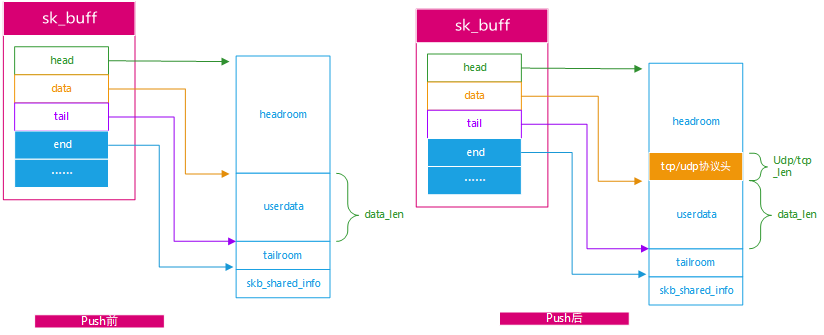 sk_buff
head
data
tail
end
······
headroom
userdata
tailroom
skb_shared_info
data_len
Push前
sk_buff
head
data
tail
end
······
headroom
tcp/udp协议头
userdata
tailroom
skb_shared_info
Udp/tcp
_len
data_len
Push后